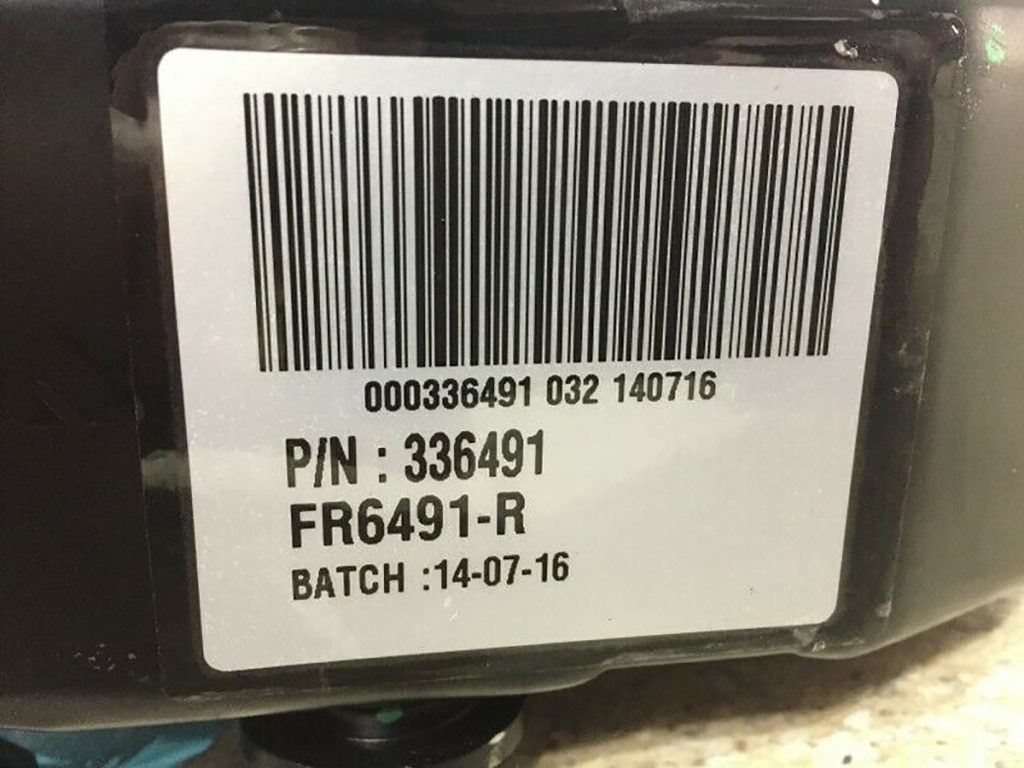 000336491 032 140716
P/N : 336491
FR6491-R
BATCH :14-07-16